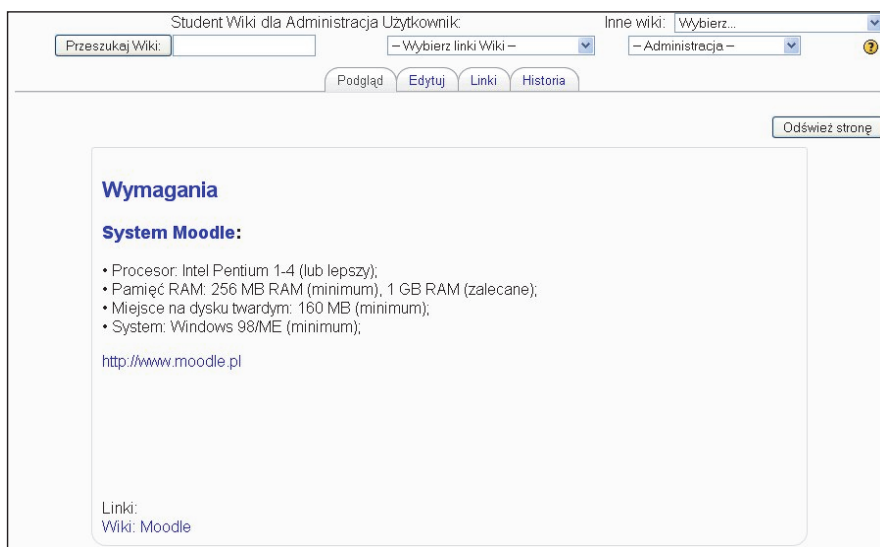 Student Wiki dla Administracja Użytkownik: Inne wiki: Wybierz...
Przeszukaj Wiki: – Wybierz linki Wiki – – Administracja –
Podgląd Edytuj Linki Historia
Odśwież stronę
Wymagania
System Moodle:
• Procesor: Intel Pentium 1-4 (lub lepszy);
• Pamięć RAM: 256 MB RAM (minimum), 1 GB RAM (zalecane);
• Miejsce na dysku twardym: 160 MB (minimum);
• System: Windows 98/ME (minimum);
http://www.moodle.pl
Linki:
Wiki: Moodle